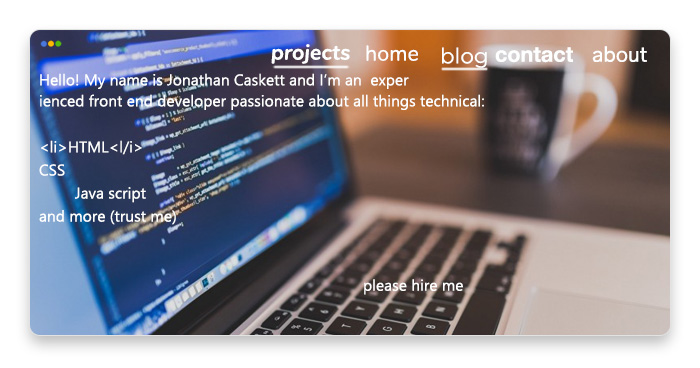 projects home blog contact about
Hello! My name is Jonathan Caskett and I'm an  exper
ienced front end developer passionate about all things technical:
<li>HTML<l/i>
CSS
Java script
and more (trust me)
please hire me